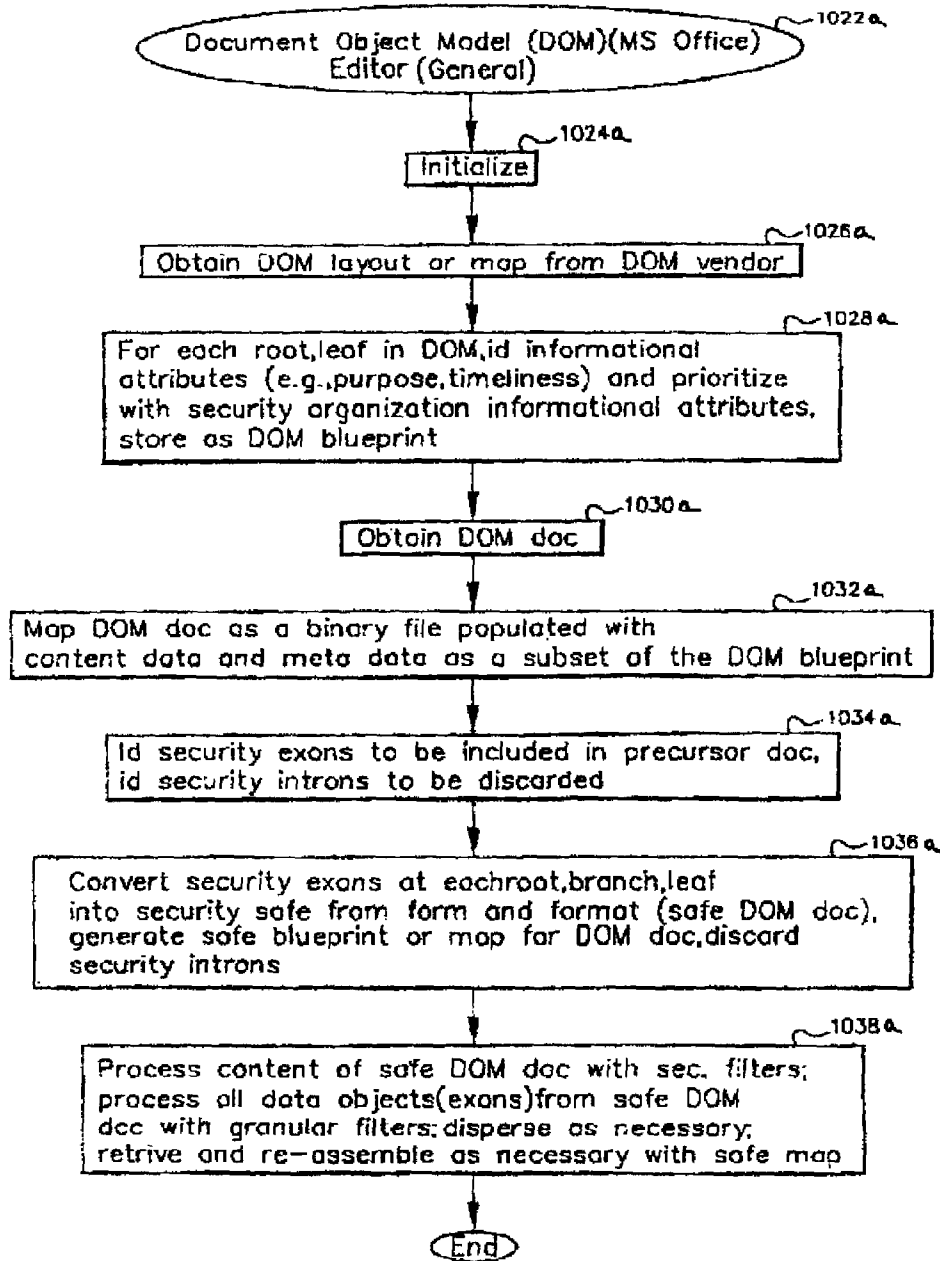 1022a
Document Object Model (DOM)(MS Office)
Editor (General)
1024a
Initialize
1026a
Obtain DOM layout or map from DOM vendor
1028a
For each root,leaf in DOM,id informational
attributes (e.g.,purpose,timeliness) and prioritize
with security organization informational attributes,
store as DOM blueprint
1030a
Obtain DOM doc
1032a
Map DOM doc as a binary file populated with
content data and meta data as a subset of the DOM blueprint
1034a
Id security exons to be included in precursor doc,
id security introns to be discarded
1036a
Convert security exons at eachroot,branch,leaf
into security safe from form and format (safe DOM doc),
generate safe blueprint or map for DOM doc,discard
security introns
1038a
Process content of safe DOM doc with sec. filters;
process all data objects(exons)from safe DOM
doc with granular filters;disperse as necessary;
retrive and re-assemble as necessary with safe map
End